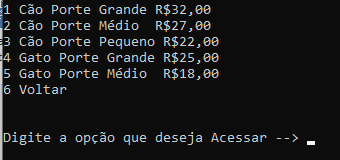 1 Cão Porte Grande R$32,00
2 Cão Porte Médio  R$27,00
3 Cão Porte Pequeno R$22,00
4 Gato Porte Grande R$25,00
5 Gato Porte Médio  R$18,00
6 Voltar
Digite a opção que deseja Acessar -->